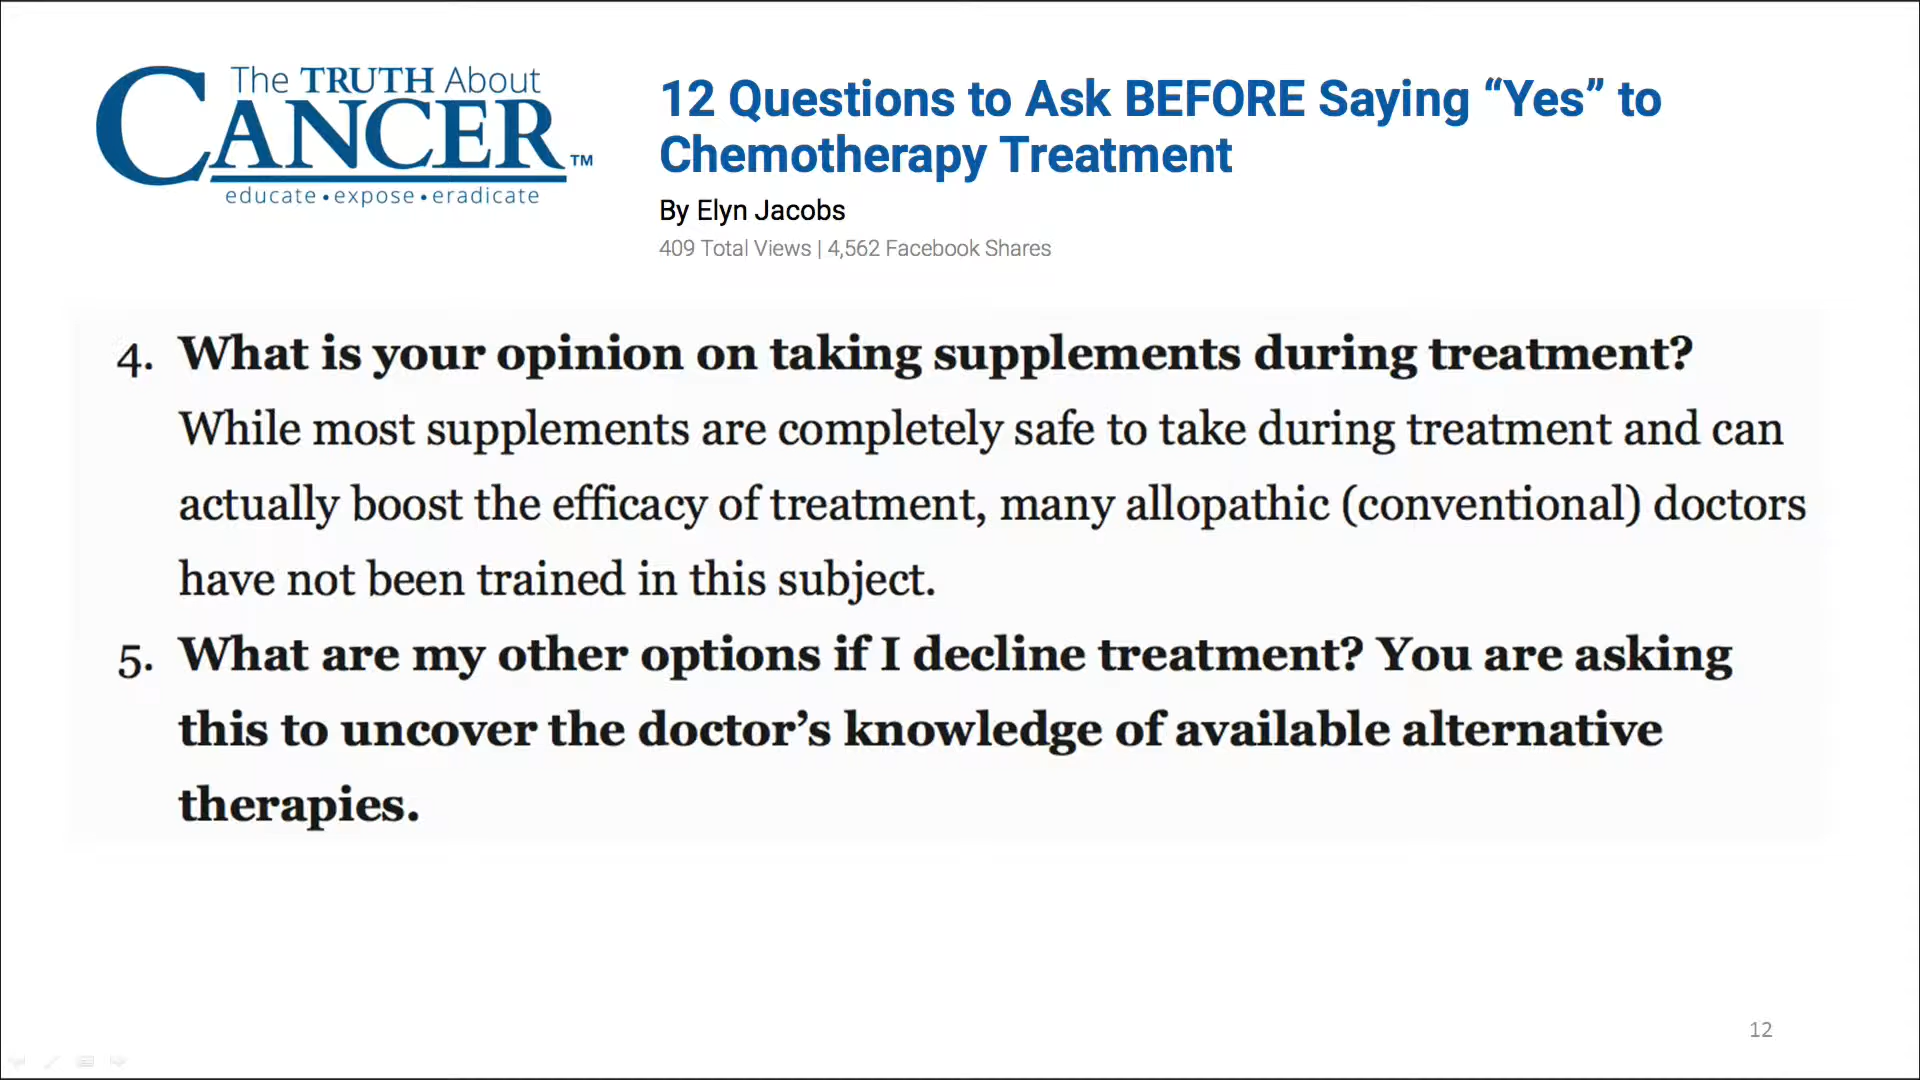 The TRUTH About
CANCER™
educate • expose • eradicate
12 Questions to Ask BEFORE Saying “Yes” to
Chemotherapy Treatment
By Elyn Jacobs
409 Total Views | 4,562 Facebook Shares
4. What is your opinion on taking supplements during treatment?
While most supplements are completely safe to take during treatment and can
actually boost the efficacy of treatment, many allopathic (conventional) doctors
have not been trained in this subject.
5. What are my other options if I decline treatment? You are asking
this to uncover the doctor’s knowledge of available alternative
therapies.
12